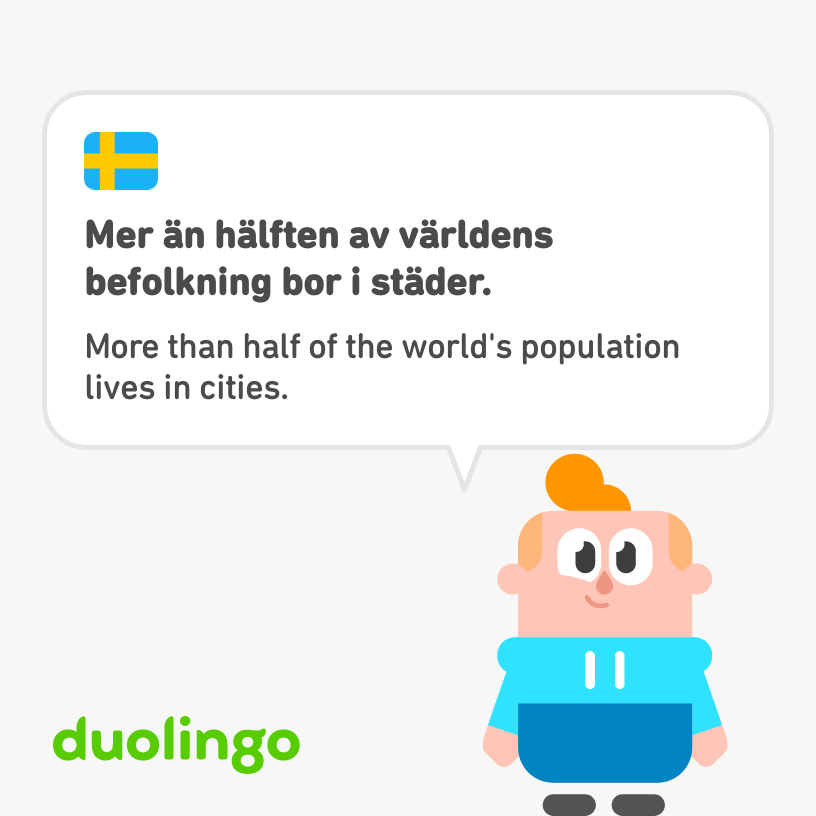 Mer än hälften av världens
befolkning bor i städer.
More than half of the world's population
lives in cities.
duolingo